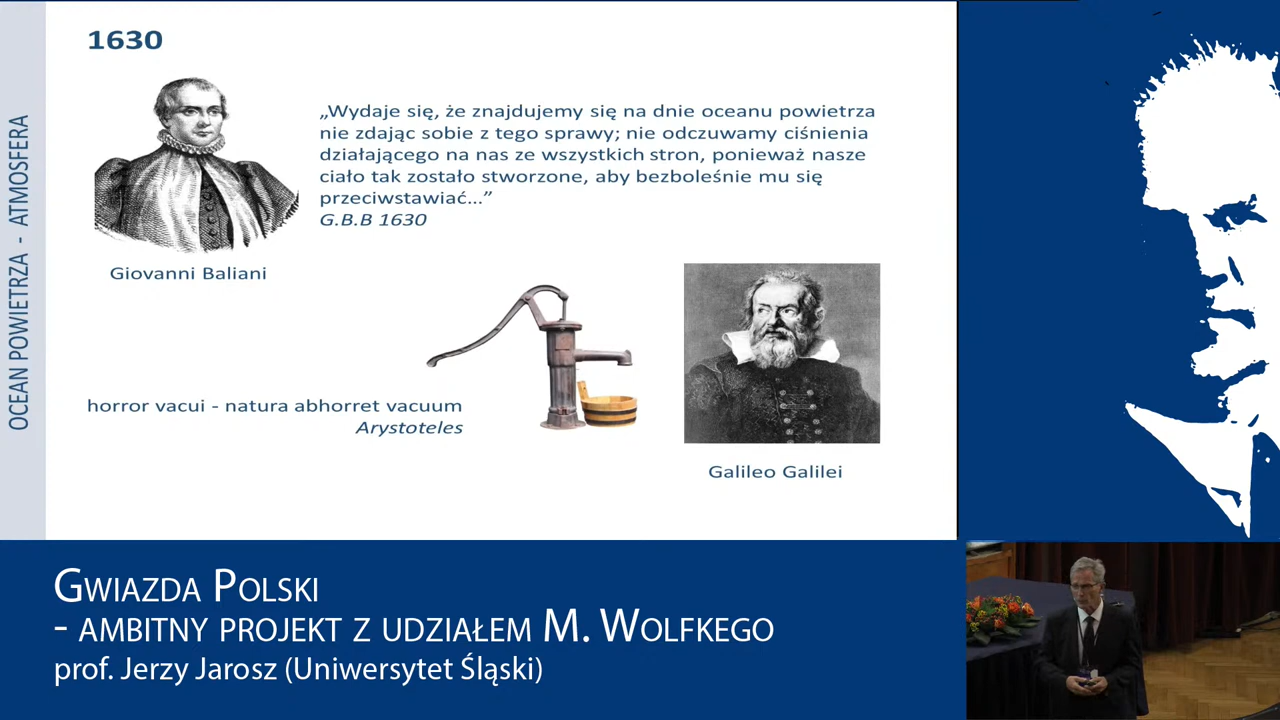 1630
OCEAN POWIETRZA - ATMOSFERA
„Wydaje się, że znajdujemy się na dnie oceanu powietrza
nie zdając sobie z tego sprawy; nie odczuwamy ciśnienia
działającego na nas ze wszystkich stron, ponieważ nasze
ciało tak zostało stworzone, aby bezboleśnie mu się
przeciwstawiać...”
G.B.B 1630
Giovanni Baliani
horror vacui - natura abhorret vacuum
Arystoteles
Galileo Galilei
GWIAZDA POLSKI
- AMBITNY PROJEKT Z UDZIAŁEM M. WOLFKEGO
prof. Jerzy Jarosz (Uniwersytet Śląski)